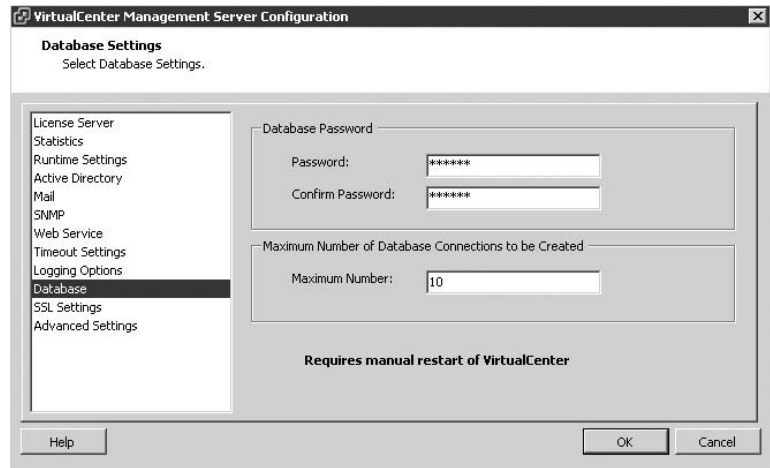 VirtualCenter Management Server Configuration
Database Settings
Select Database Settings.
License Server
Statistics
Runtime Settings
Active Directory
Mail
SNMP
Web Service
Timeout Settings
Logging Options
Database
SSL Settings
Advanced Settings
Database Password
Password: ******
Confirm Password: ******
Maximum Number of Database Connections to be Created
Maximum Number: 10
Requires manual restart of VirtualCenter
Help OK Cancel